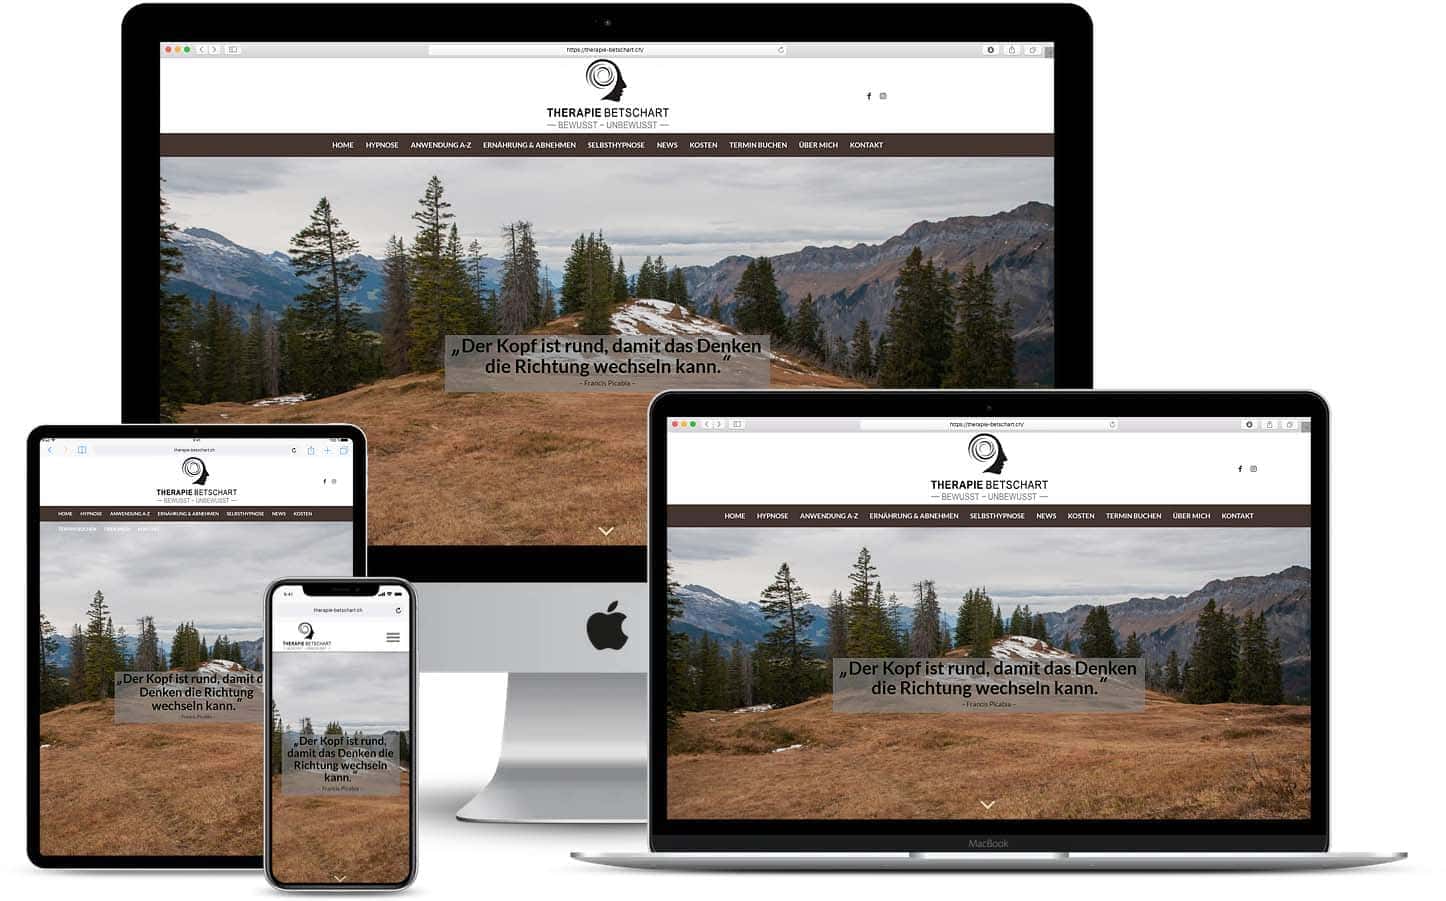 https://therapie-betschart.ch/
THERAPIE BETSCHART
— BEWUSST – UNBEWUSST —
HOME HYPNOSE ANWENDUNG A-Z ERNÄHRUNG & ABNEHMEN SELBSTHYPNOSE NEWS KOSTEN TERMIN BUCHEN ÜBER MICH KONTAKT
„Der Kopf ist rund, damit das Denken
die Richtung wechseln kann.“
– Francis Picabia –
https://therapie-betschart.ch/
THERAPIE BETSCHART
— BEWUSST – UNBEWUSST —
HOME HYPNOSE ANWENDUNG A-Z ERNÄHRUNG & ABNEHMEN SELBSTHYPNOSE NEWS KOSTEN TERMIN BUCHEN ÜBER MICH KONTAKT
„Der Kopf ist rund, damit das Denken
die Richtung wechseln kann.“
– Francis Picabia –
MacBook
9:41
therapie-betschart.ch
THERAPIE BETSCHART
— BEWUSST – UNBEWUSST —
HOME HYPNOSE ANWENDUNG A-Z ERNÄHRUNG & ABNEHMEN SELBSTHYPNOSE NEWS KOSTEN
TERMIN BUCHEN ÜBER MICH KONTAKT
„Der Kopf ist rund, damit d
Denken die Richtung
wechseln kann.“
– Francis Picabia –
9:41
therapie-betschart.ch
THERAPIE BETSCHART
— BEWUSST – UNBEWUSST —
„Der Kopf ist rund,
damit das Denken die
Richtung wechseln
kann.“
– Francis Picabia –